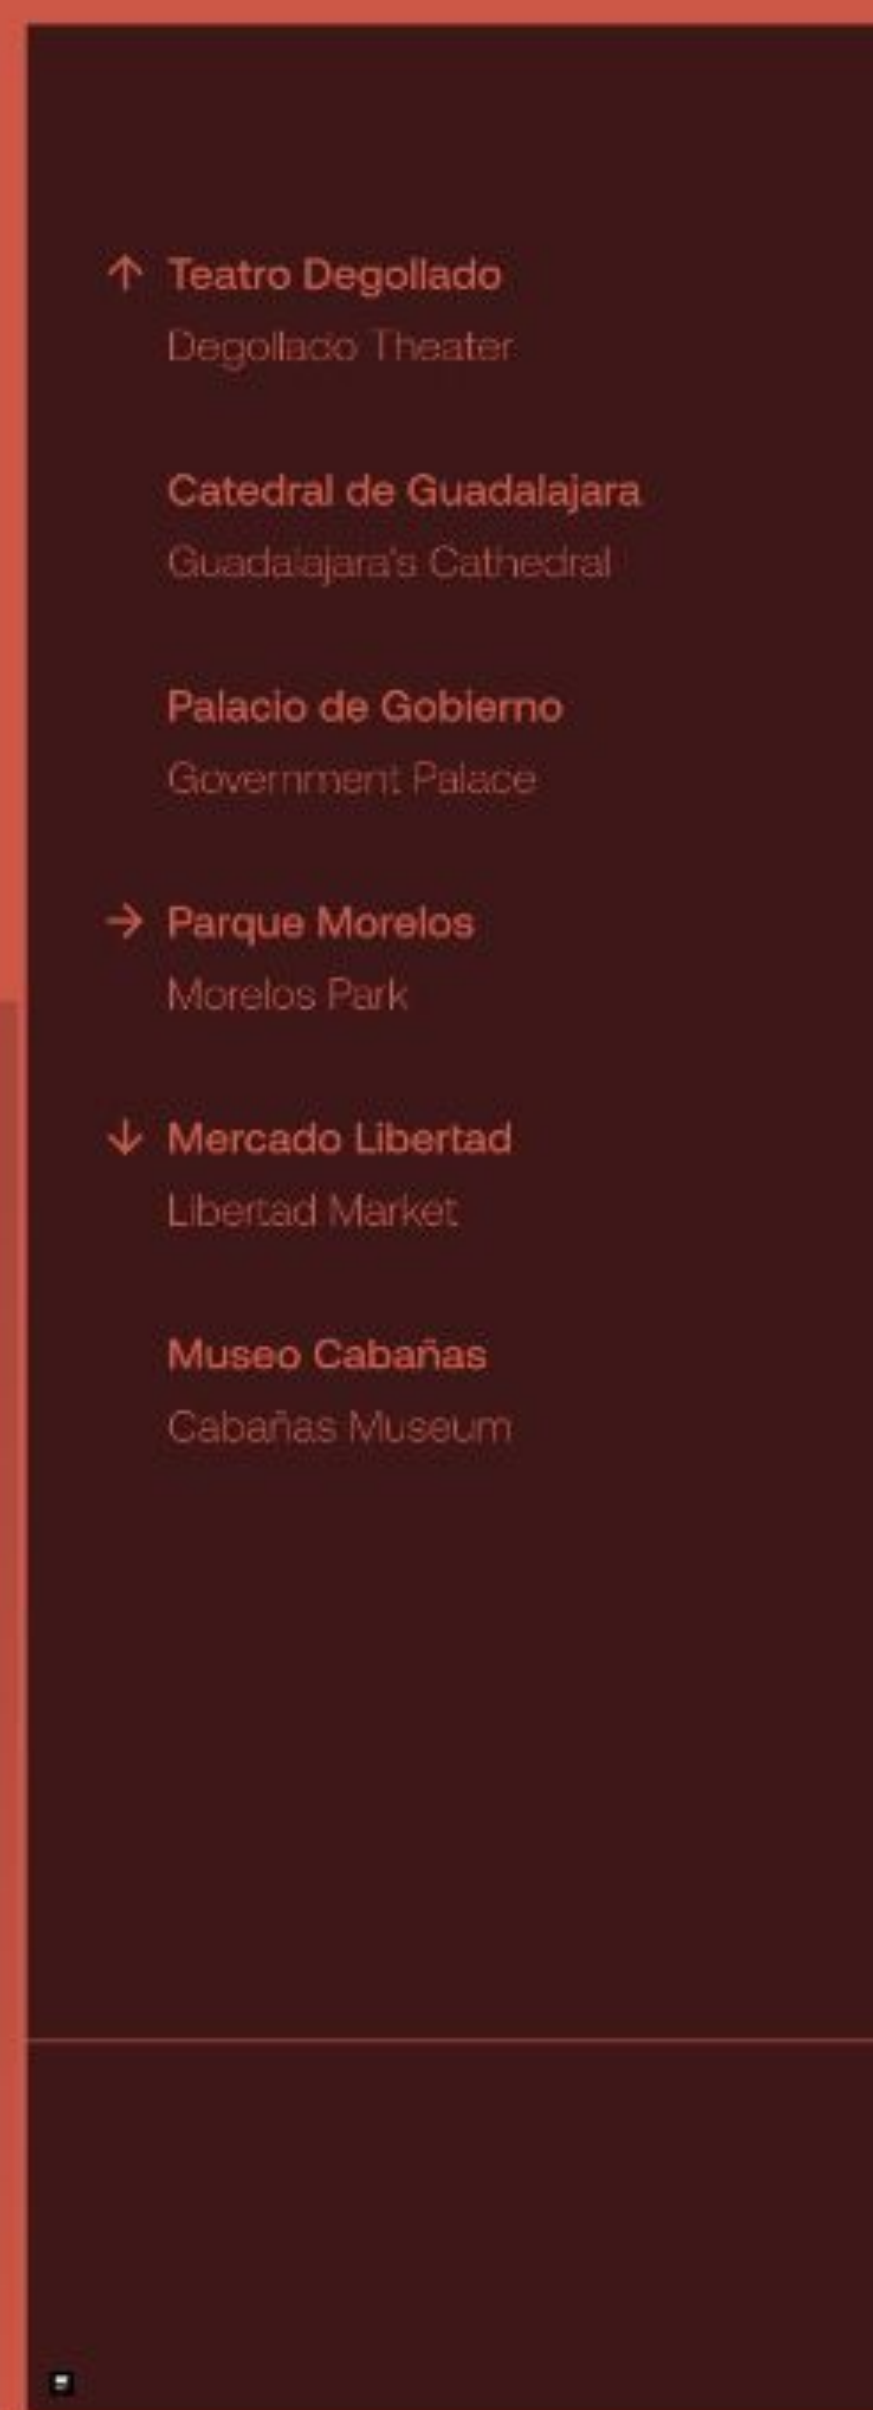 ↑ Teatro Degollado
Degollado Theater
Catedral de Guadalajara
Guadalajara's Cathedral
Palacio de Gobierno
Government Palace
→ Parque Morelos
Morelos Park
↓ Mercado Libertad
Libertad Market
Museo Cabañas
Cabañas Museum